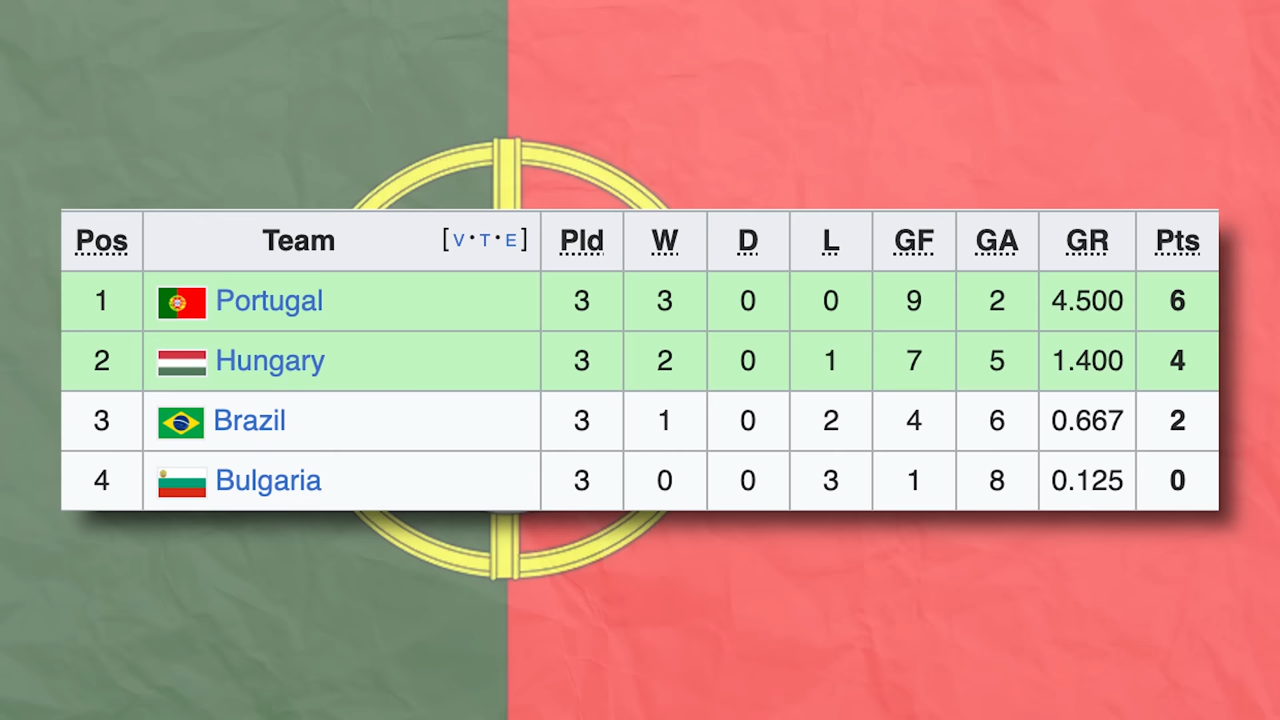 Pos Team [V·T·E] Pld W D L GF GA GR Pts
1 Portugal 3 3 0 0 9 2 4.500 6
2 Hungary 3 2 0 1 7 5 1.400 4
3 Brazil 3 1 0 2 4 6 0.667 2
4 Bulgaria 3 0 0 3 1 8 0.125 0